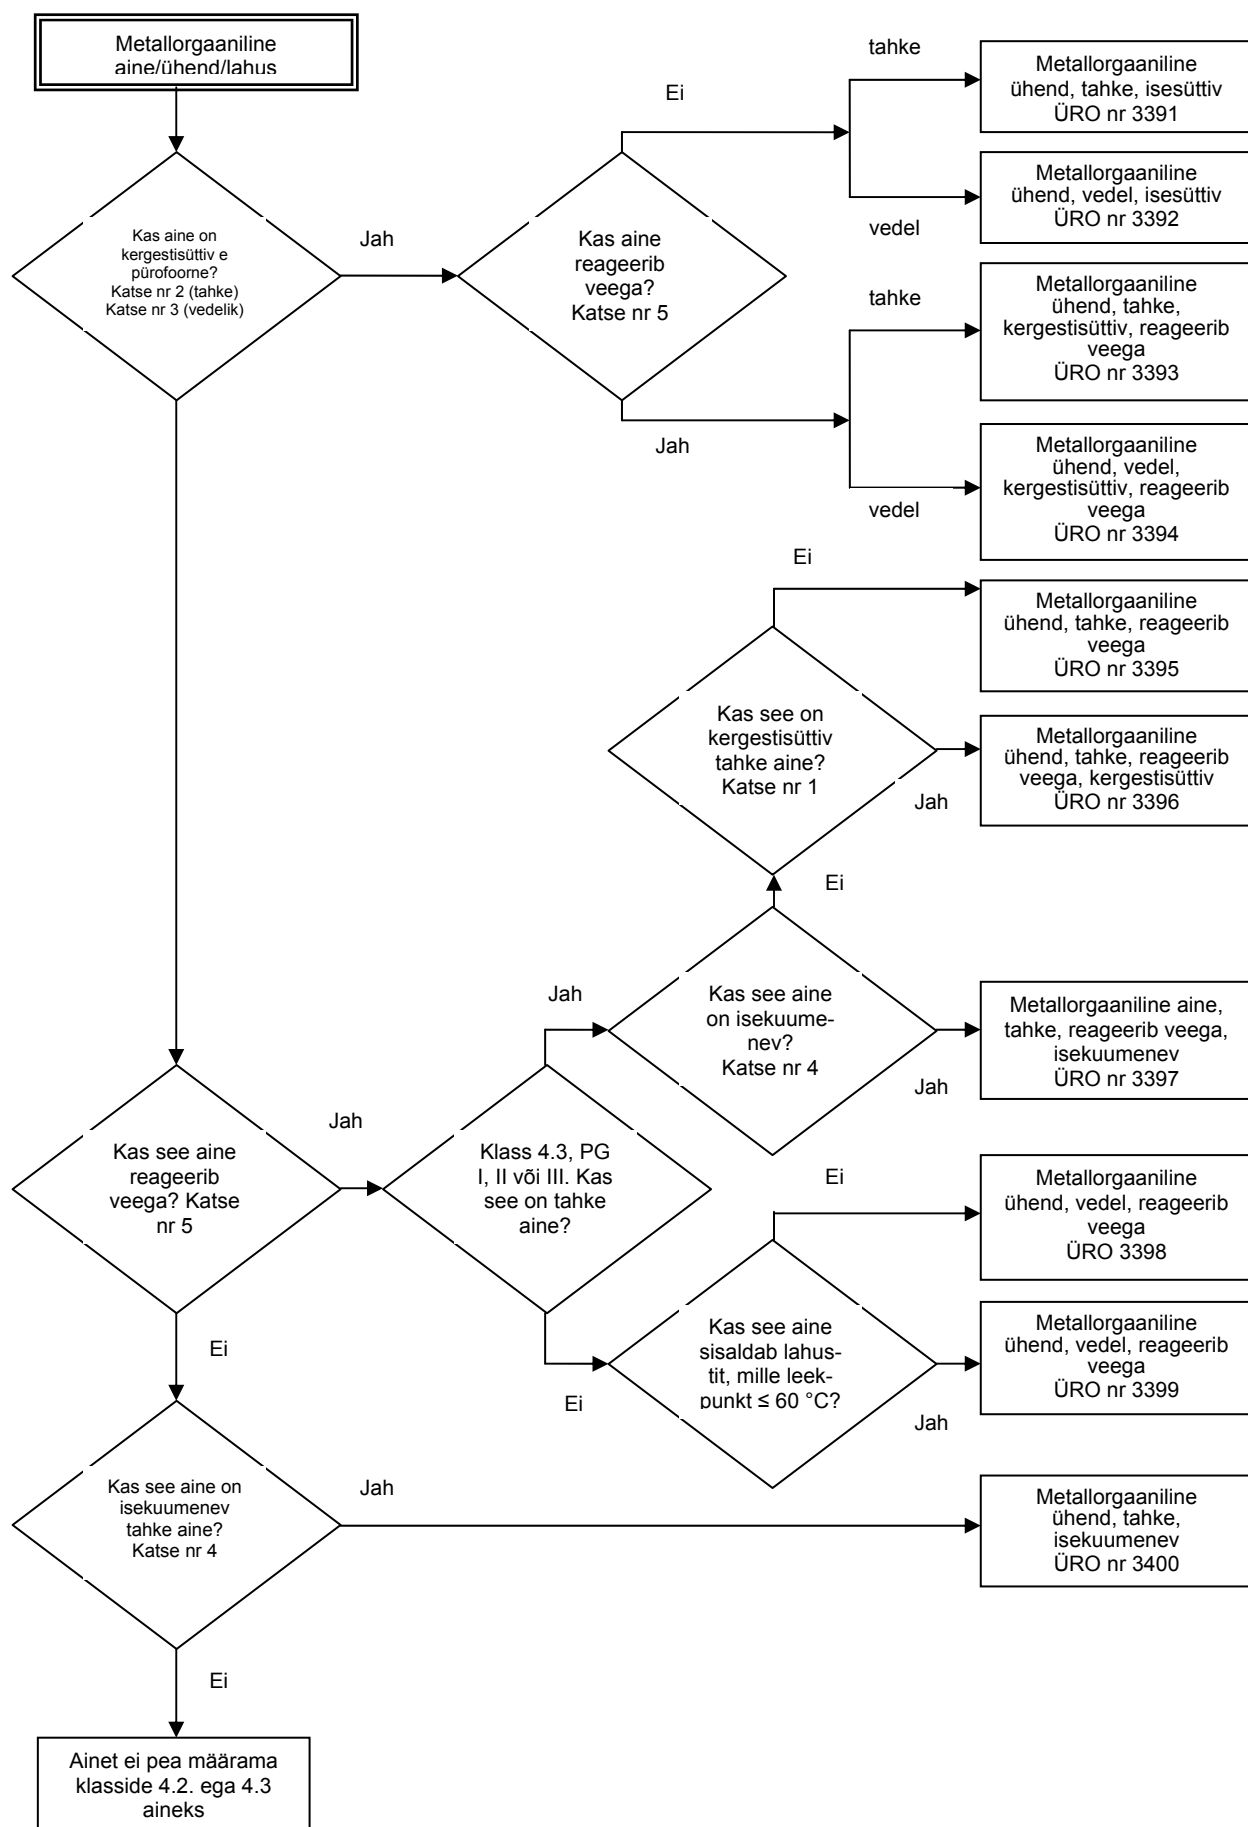 Metallorgaaniline
aine/ühend/lahus
tahke
Ei
Metallorgaaniline
ühend, tahke, isesüttiv
ÜRO nr 3391
Metallorgaaniline
ühend, vedel, isesüttiv
ÜRO nr 3392
vedel
Kas aine on
kergestisüttiv e
pürofoorne?
Katse nr 2 (tahke)
Katse nr 3 (vedelik)
Jah
Kas aine
reageerib
veega?
Katse nr 5
tahke
Metallorgaaniline
ühend, tahke,
kergestisüttiv, reageerib
veega
ÜRO nr 3393
Jah
Metallorgaaniline
ühend, vedel,
kergestisüttiv, reageerib
veega
ÜRO nr 3394
vedel
Ei
Metallorgaaniline
ühend, tahke, reageerib
veega
ÜRO nr 3395
Kas see on
kergestisüttiv
tahke aine?
Katse nr 1
Metallorgaaniline
ühend, tahke, reageerib
veega, kergestisüttiv
ÜRO nr 3396
Jah
Ei
Jah
Kas see aine
on isekuume-
nev?
Katse nr 4
Metallorgaaniline aine,
tahke, reageerib veega,
isekuumenev
ÜRO nr 3397
Jah
Kas see aine
reageerib
veega? Katse
nr 5
Jah
Klass 4.3, PG
I, II või III. Kas
see on tahke
aine?
Ei
Metallorgaaniline
ühend, vedel, reageerib
veega
ÜRO 3398
Ei
Ei
Kas see aine
sisaldab lahus-
tit, mille leek-
punkt ≤ 60 °C?
Metallorgaaniline
ühend, vedel, reageerib
veega
ÜRO nr 3399
Jah
Kas see aine on
isekuumenev
tahke aine?
Katse nr 4
Jah
Metallorgaaniline
ühend, tahke,
isekuumenev
ÜRO nr 3400
Ei
Ainet ei pea määrama
klasside 4.2. ega 4.3
aineks